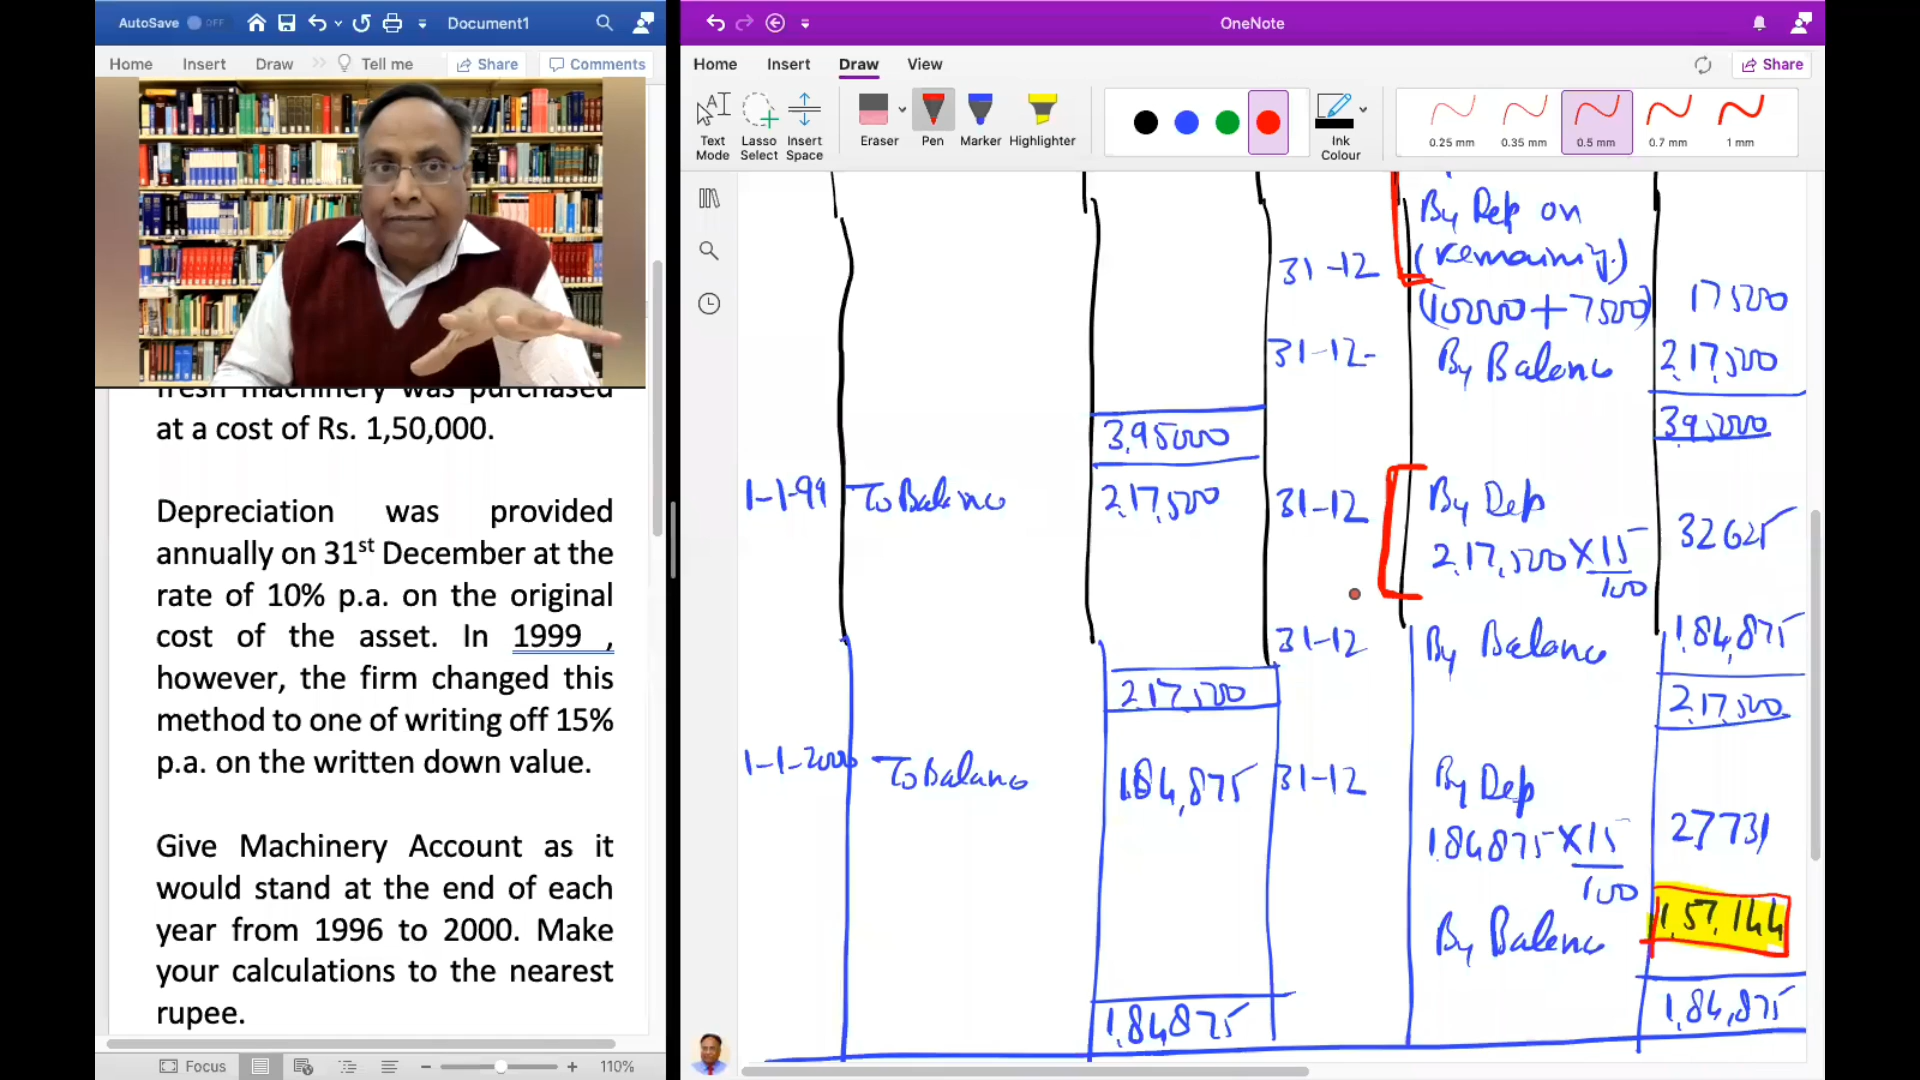 AutoSave OFF
Document1
Home Insert Draw Tell me Share Comments
fresh machinery was purchased
at a cost of Rs. 1,50,000.
Depreciation was provided
annually on 31st December at the
rate of 10% p.a. on the original
cost of the asset. In 1999 ,
however, the firm changed this
method to one of writing off 15%
p.a. on the written down value.
Give Machinery Account as it
would stand at the end of each
year from 1996 to 2000. Make
your calculations to the nearest
rupee.
Focus
110%
OneNote
Home Insert Draw View Share
Text Mode
Lasso Select
Insert Space
Eraser
Pen
Marker
Highlighter
Ink Colour
0.25 mm
0.35 mm
0.5 mm
0.7 mm
1 mm
By Dep on
31-12 (remaining.)
(10000 + 7500) 17500
31-12- By Balance 2,17,500
3,95000 3,95000
1-1-99 To Balance 2,17,500 31-12 By Dep
2,17,500 X 15/100 32625
31-12 By Balance 1,84,875
2,17,500 2,17,500
1-1-2000 To Balance 1,84,875 31-12 By Dep
1,84875 X 15/100 27731
By Balance 1,57,144
1,84,875 1,84,875